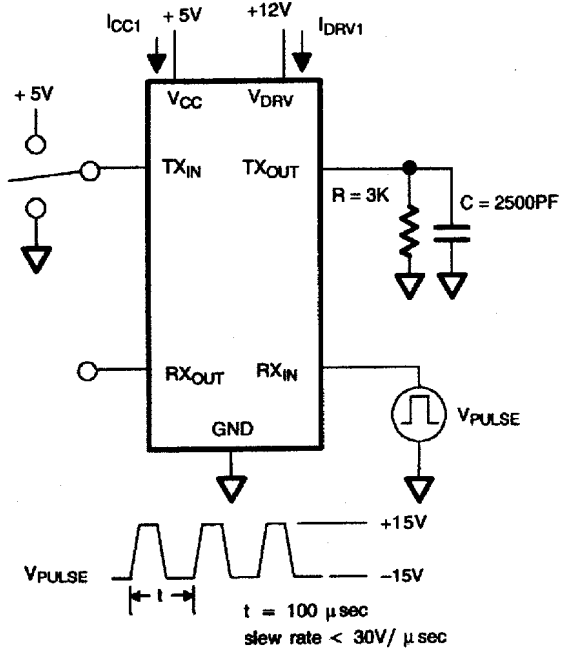 ICC1
+ 5V
+12V
IDRV1
+ 5V
VCC
VDRV
TXIN
TXOUT
R = 3K
C = 2500PF
RXOUT
RXIN
VPULSE
GND
+15V
VPULSE
–15V
t
t = 100 μsec
slew rate < 30V/ μsec